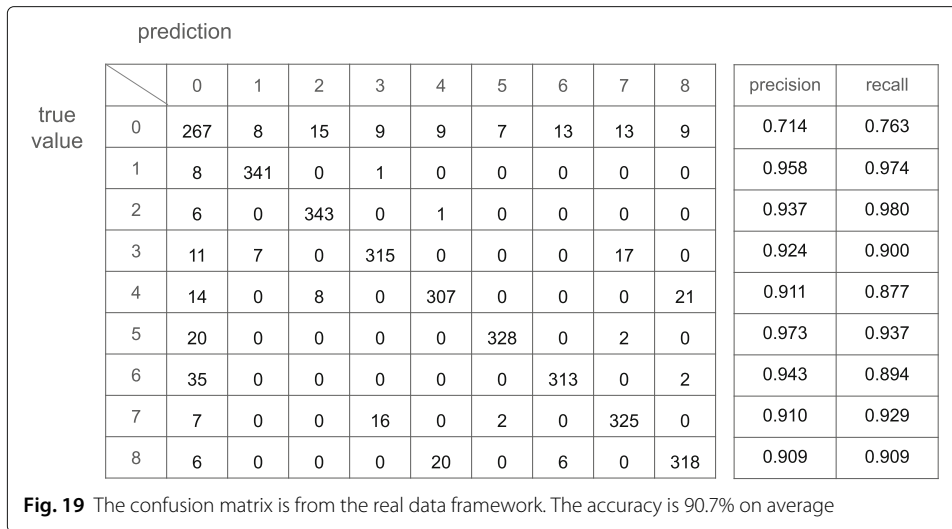 prediction
true
value
0 1 2 3 4 5 6 7 8 precision recall
0 267 8 15 9 9 7 13 13 9 0.714 0.763
1 8 341 0 1 0 0 0 0 0 0.958 0.974
2 6 0 343 0 1 0 0 0 0 0.937 0.980
3 11 7 0 315 0 0 0 17 0 0.924 0.900
4 14 0 8 0 307 0 0 0 21 0.911 0.877
5 20 0 0 0 0 328 0 2 0 0.973 0.937
6 35 0 0 0 0 0 313 0 2 0.943 0.894
7 7 0 0 16 0 2 0 325 0 0.910 0.929
8 6 0 0 0 20 0 6 0 318 0.909 0.909
Fig. 19 The confusion matrix is from the real data framework. The accuracy is 90.7% on average